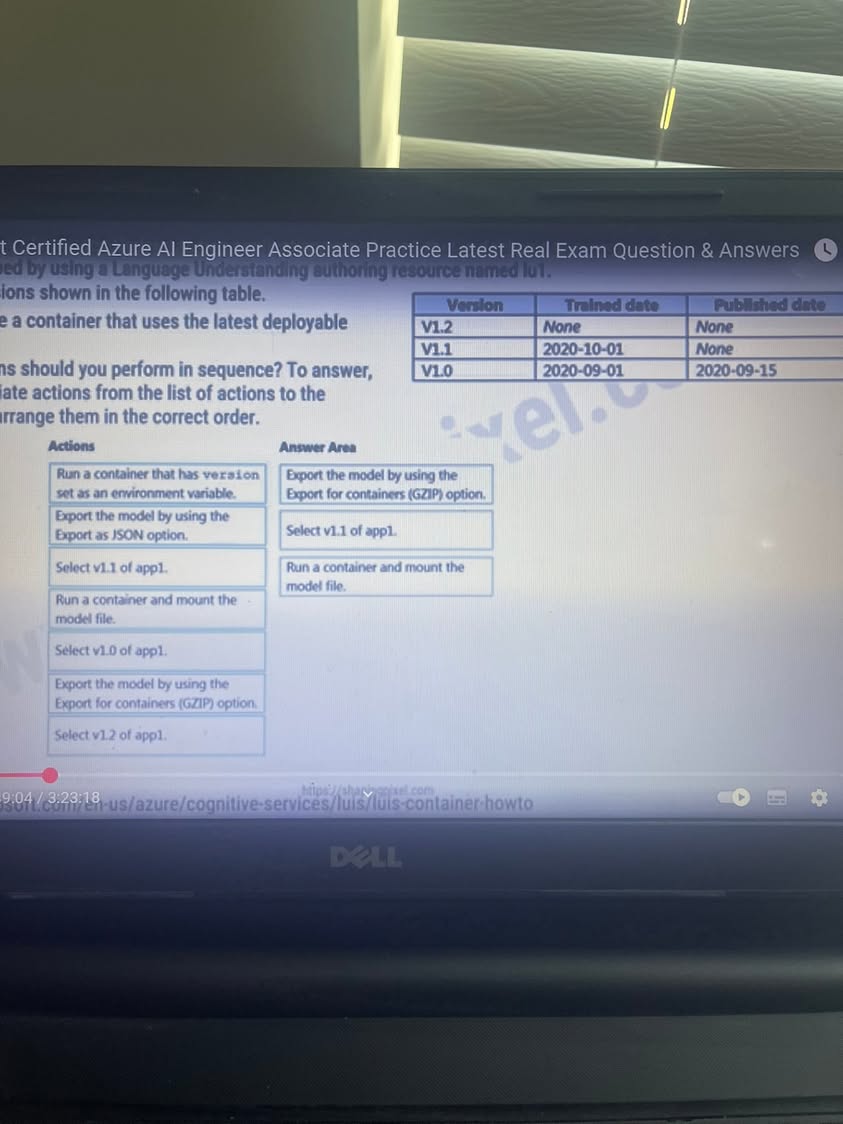 t Certified Azure AI Engineer Associate Practice Latest Real Exam Question & Answers
ed by using a Language Understanding authoring resource named lu1.
ions shown in the following table.
e a container that uses the latest deployable
ns should you perform in sequence? To answer,
iate actions from the list of actions to the
arrange them in the correct order.
Version Trained date Published date
V1.2 None None
V1.1 2020-10-01 None
V1.0 2020-09-01 2020-09-15
xel.co
Actions
Run a container that has version
set as an environment variable.
Export the model by using the
Export as JSON option.
Select v1.1 of app1.
Run a container and mount the
model file.
Select v1.0 of app1.
Export the model by using the
Export for containers (GZIP) option.
Select v1.2 of app1.
Answer Area
Export the model by using the
Export for containers (GZIP) option.
Select v1.1 of app1.
Run a container and mount the
model file.
w
9:04 / 3:23:18
osoft.com/en-us/azure/cognitive-services/luis/luis-container-howto
DELL